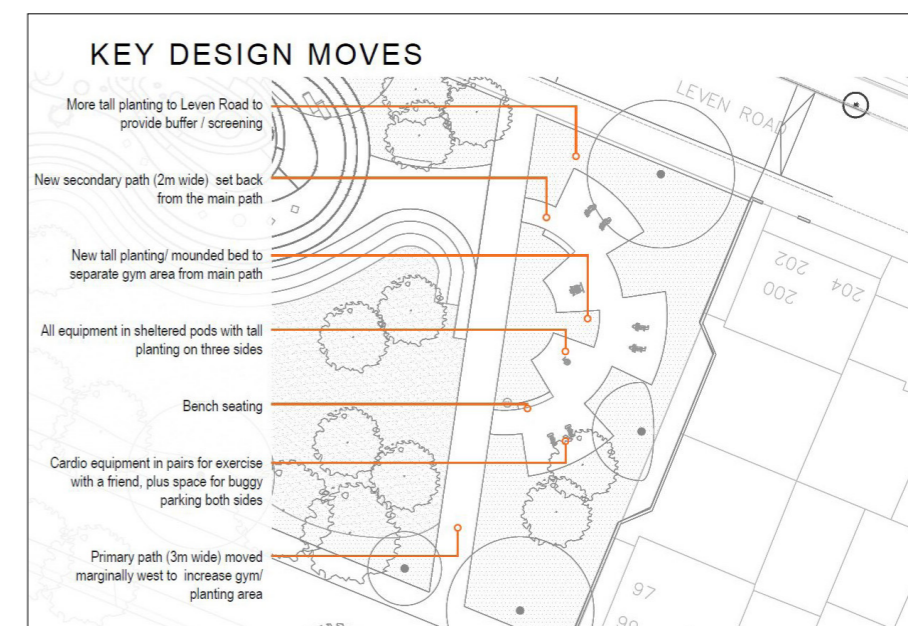 KEY DESIGN MOVES
More tall planting to Leven Road to
provide buffer / screening
New secondary path (2m wide)  set back
from the main path
New tall planting/ mounded bed to
separate gym area from main path
All equipment in sheltered pods with tall
planting on three sides
Bench seating
Cardio equipment in pairs for exercise
with a friend, plus space for buggy
parking both sides
Primary path (3m wide) moved
marginally west to  increase gym/
planting area
LEVEN ROAD
202
200
204
97